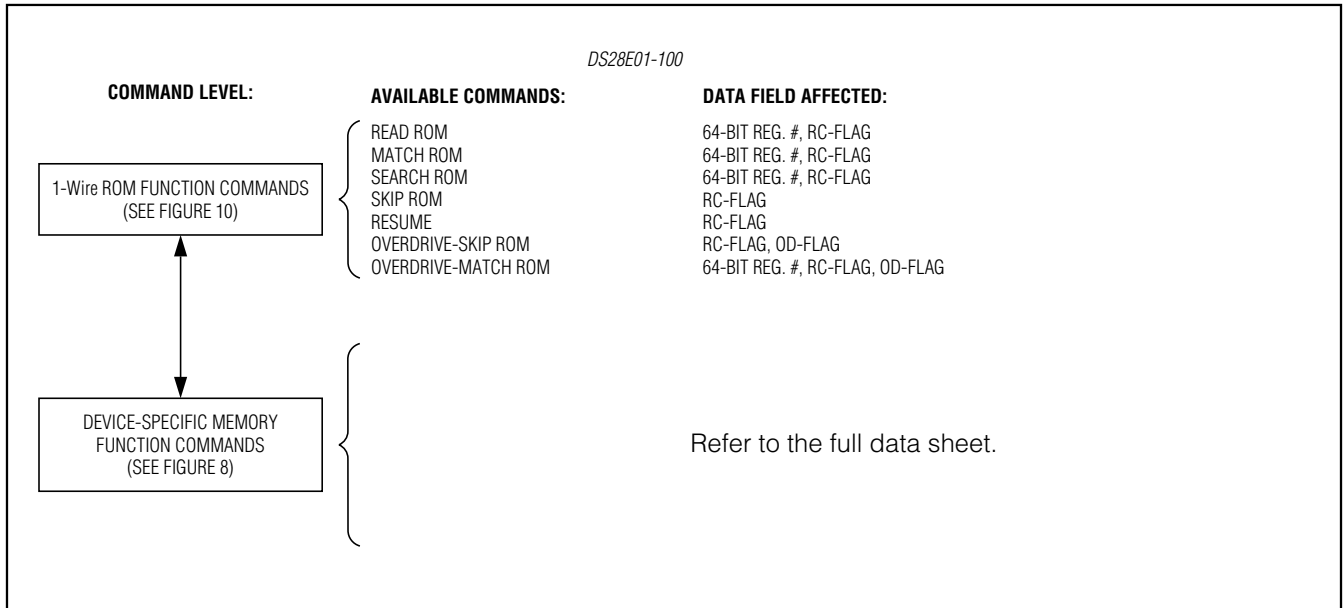 DS28E01-100
COMMAND LEVEL: AVAILABLE COMMANDS: DATA FIELD AFFECTED:
1-Wire ROM FUNCTION COMMANDS
(SEE FIGURE 10)
READ ROM 64-BIT REG. #, RC-FLAG
MATCH ROM 64-BIT REG. #, RC-FLAG
SEARCH ROM 64-BIT REG. #, RC-FLAG
SKIP ROM RC-FLAG
RESUME RC-FLAG
OVERDRIVE-SKIP ROM RC-FLAG, OD-FLAG
OVERDRIVE-MATCH ROM 64-BIT REG. #, RC-FLAG, OD-FLAG
DEVICE-SPECIFIC MEMORY
FUNCTION COMMANDS
(SEE FIGURE 8)
Refer to the full data sheet.